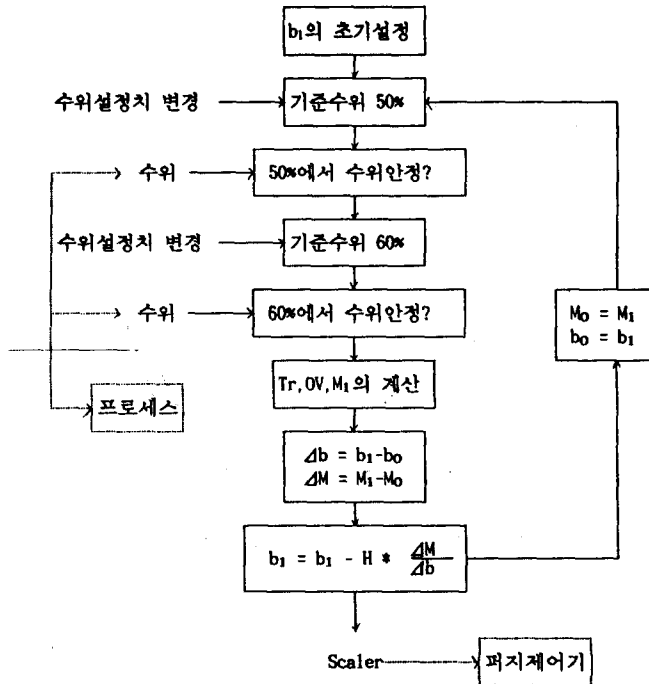 b₁의 초기설정
수위설정치 변경
기준수위 50%
수위
50%에서 수위안정?
수위설정치 변경
기준수위 60%
수위
60%에서 수위안정?
M₀ = M₁
b₀ = b₁
Tr,OV,M₁의 계산
프로세스
⊿b = b₁-b₀
⊿M = M₁-M₀
b₁ = b₁ - H * ⊿M/⊿b
Scaler
퍼지제어기